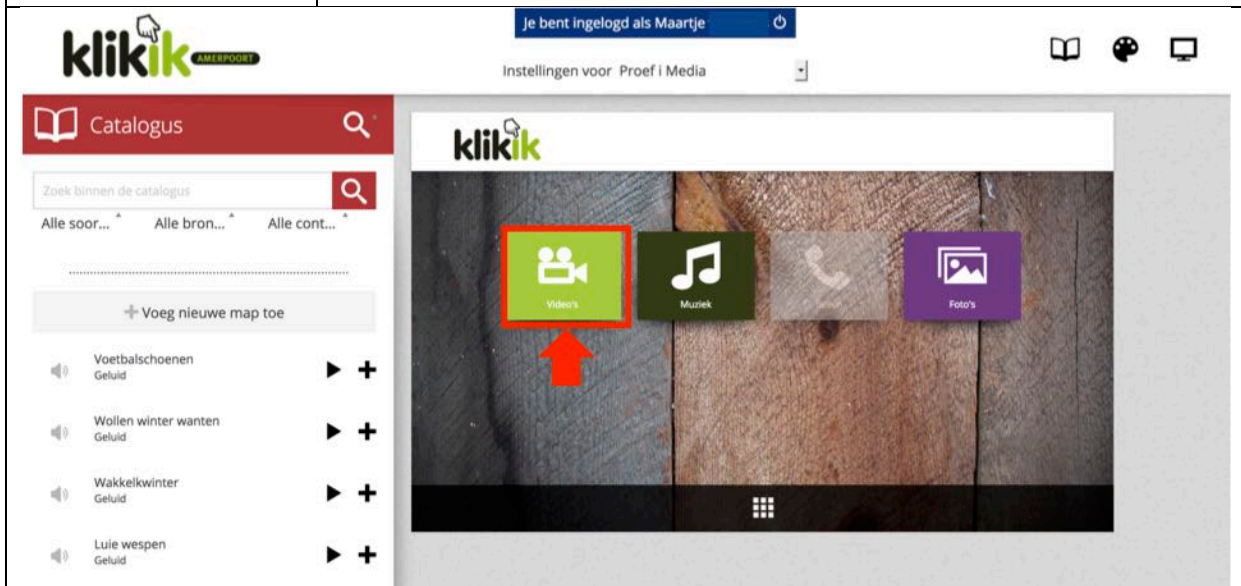 klikik AMERPOORT
Je bent ingelogd als Maartje
Instellingen voor Proef i Media
Catalogus
Zoek binnen de catalogus
Alle soor...
Alle bron...
Alle cont...
+ Voeg nieuwe map toe
Voetbalschoenen
Geluid
Wollen winter wanten
Geluid
Wakkelkwinter
Geluid
Luie wespen
Geluid
klikik
Video's
Muziek
Foto's